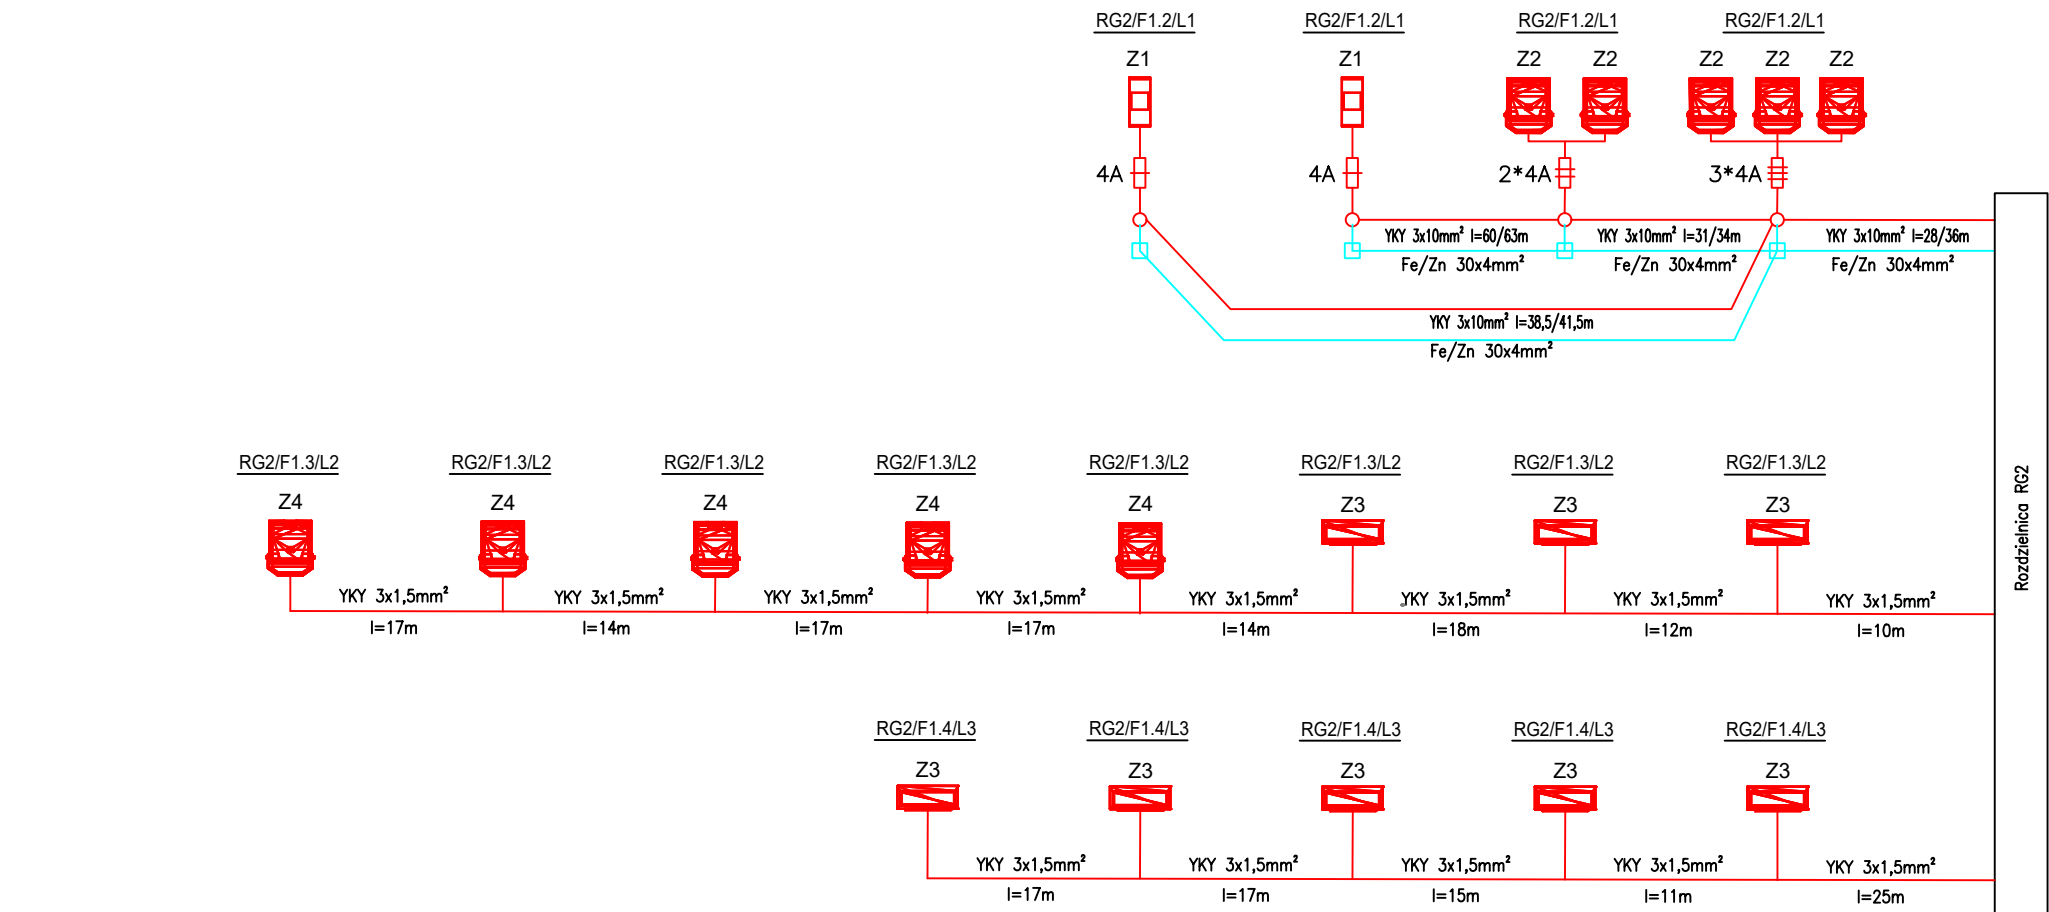 RG2/F1.2/L1 RG2/F1.2/L1 RG2/F1.2/L1 RG2/F1.2/L1
Z1 Z1 Z2 Z2 Z2 Z2 Z2
4A 4A 2*4A 3*4A
YKY 3x10mm² l=60/63m YKY 3x10mm² l=31/34m YKY 3x10mm² l=28/36m
Fe/Zn 30x4mm² Fe/Zn 30x4mm² Fe/Zn 30x4mm²
YKY 3x10mm² l=38,5/41,5m
Fe/Zn 30x4mm²
RG2/F1.3/L2 RG2/F1.3/L2 RG2/F1.3/L2 RG2/F1.3/L2 RG2/F1.3/L2 RG2/F1.3/L2 RG2/F1.3/L2 RG2/F1.3/L2
Z4 Z4 Z4 Z4 Z4 Z3 Z3 Z3
YKY 3x1,5mm² YKY 3x1,5mm² YKY 3x1,5mm² YKY 3x1,5mm² YKY 3x1,5mm² YKY 3x1,5mm² YKY 3x1,5mm² YKY 3x1,5mm²
l=17m l=14m l=17m l=17m l=14m l=18m l=12m l=10m
Rozdzielnica RG2
RG2/F1.4/L3 RG2/F1.4/L3 RG2/F1.4/L3 RG2/F1.4/L3 RG2/F1.4/L3
Z3 Z3 Z3 Z3 Z3
YKY 3x1,5mm² YKY 3x1,5mm² YKY 3x1,5mm² YKY 3x1,5mm² YKY 3x1,5mm²
l=17m l=17m l=15m l=11m l=25m